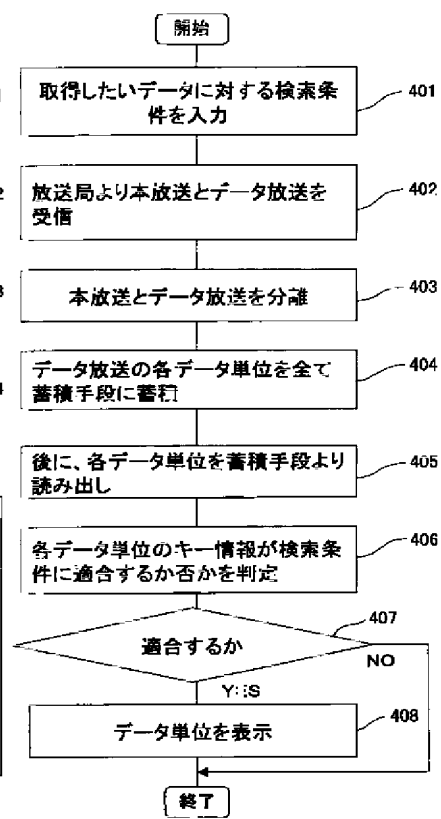 開始
取得したいデータに対する検索条
件を入力
401
放送局より本放送とデータ放送を
受信
402
本放送とデータ放送を分離
403
データ放送の各データ単位を全て
蓄積手段に蓄積
404
後に、各データ単位を蓄積手段より
読み出し
405
各データ単位のキー情報が検索条
件に適合するか否かを判定
406
適合するか
407
NO
YES
データ単位を表示
408
終了